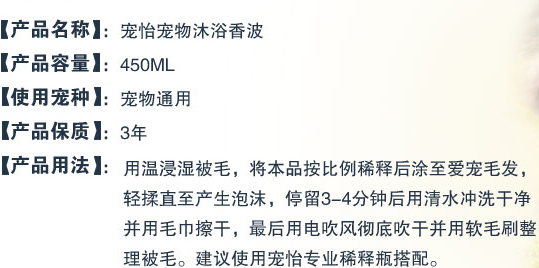 【产品名称】：宠怡宠物沐浴香波
【产品容量】：450ML
【使用宠种】：宠物通用
【产品保质】：3年
【产品用法】：用温浸湿被毛，将本品按比例稀释后涂至爱宠毛发，
轻揉直至产生泡沫，停留3-4分钟后用清水冲洗干净
并用毛巾擦干，最后用电吹风彻底吹干并用软毛刷整
理被毛。建议使用宠怡专业稀释瓶搭配。